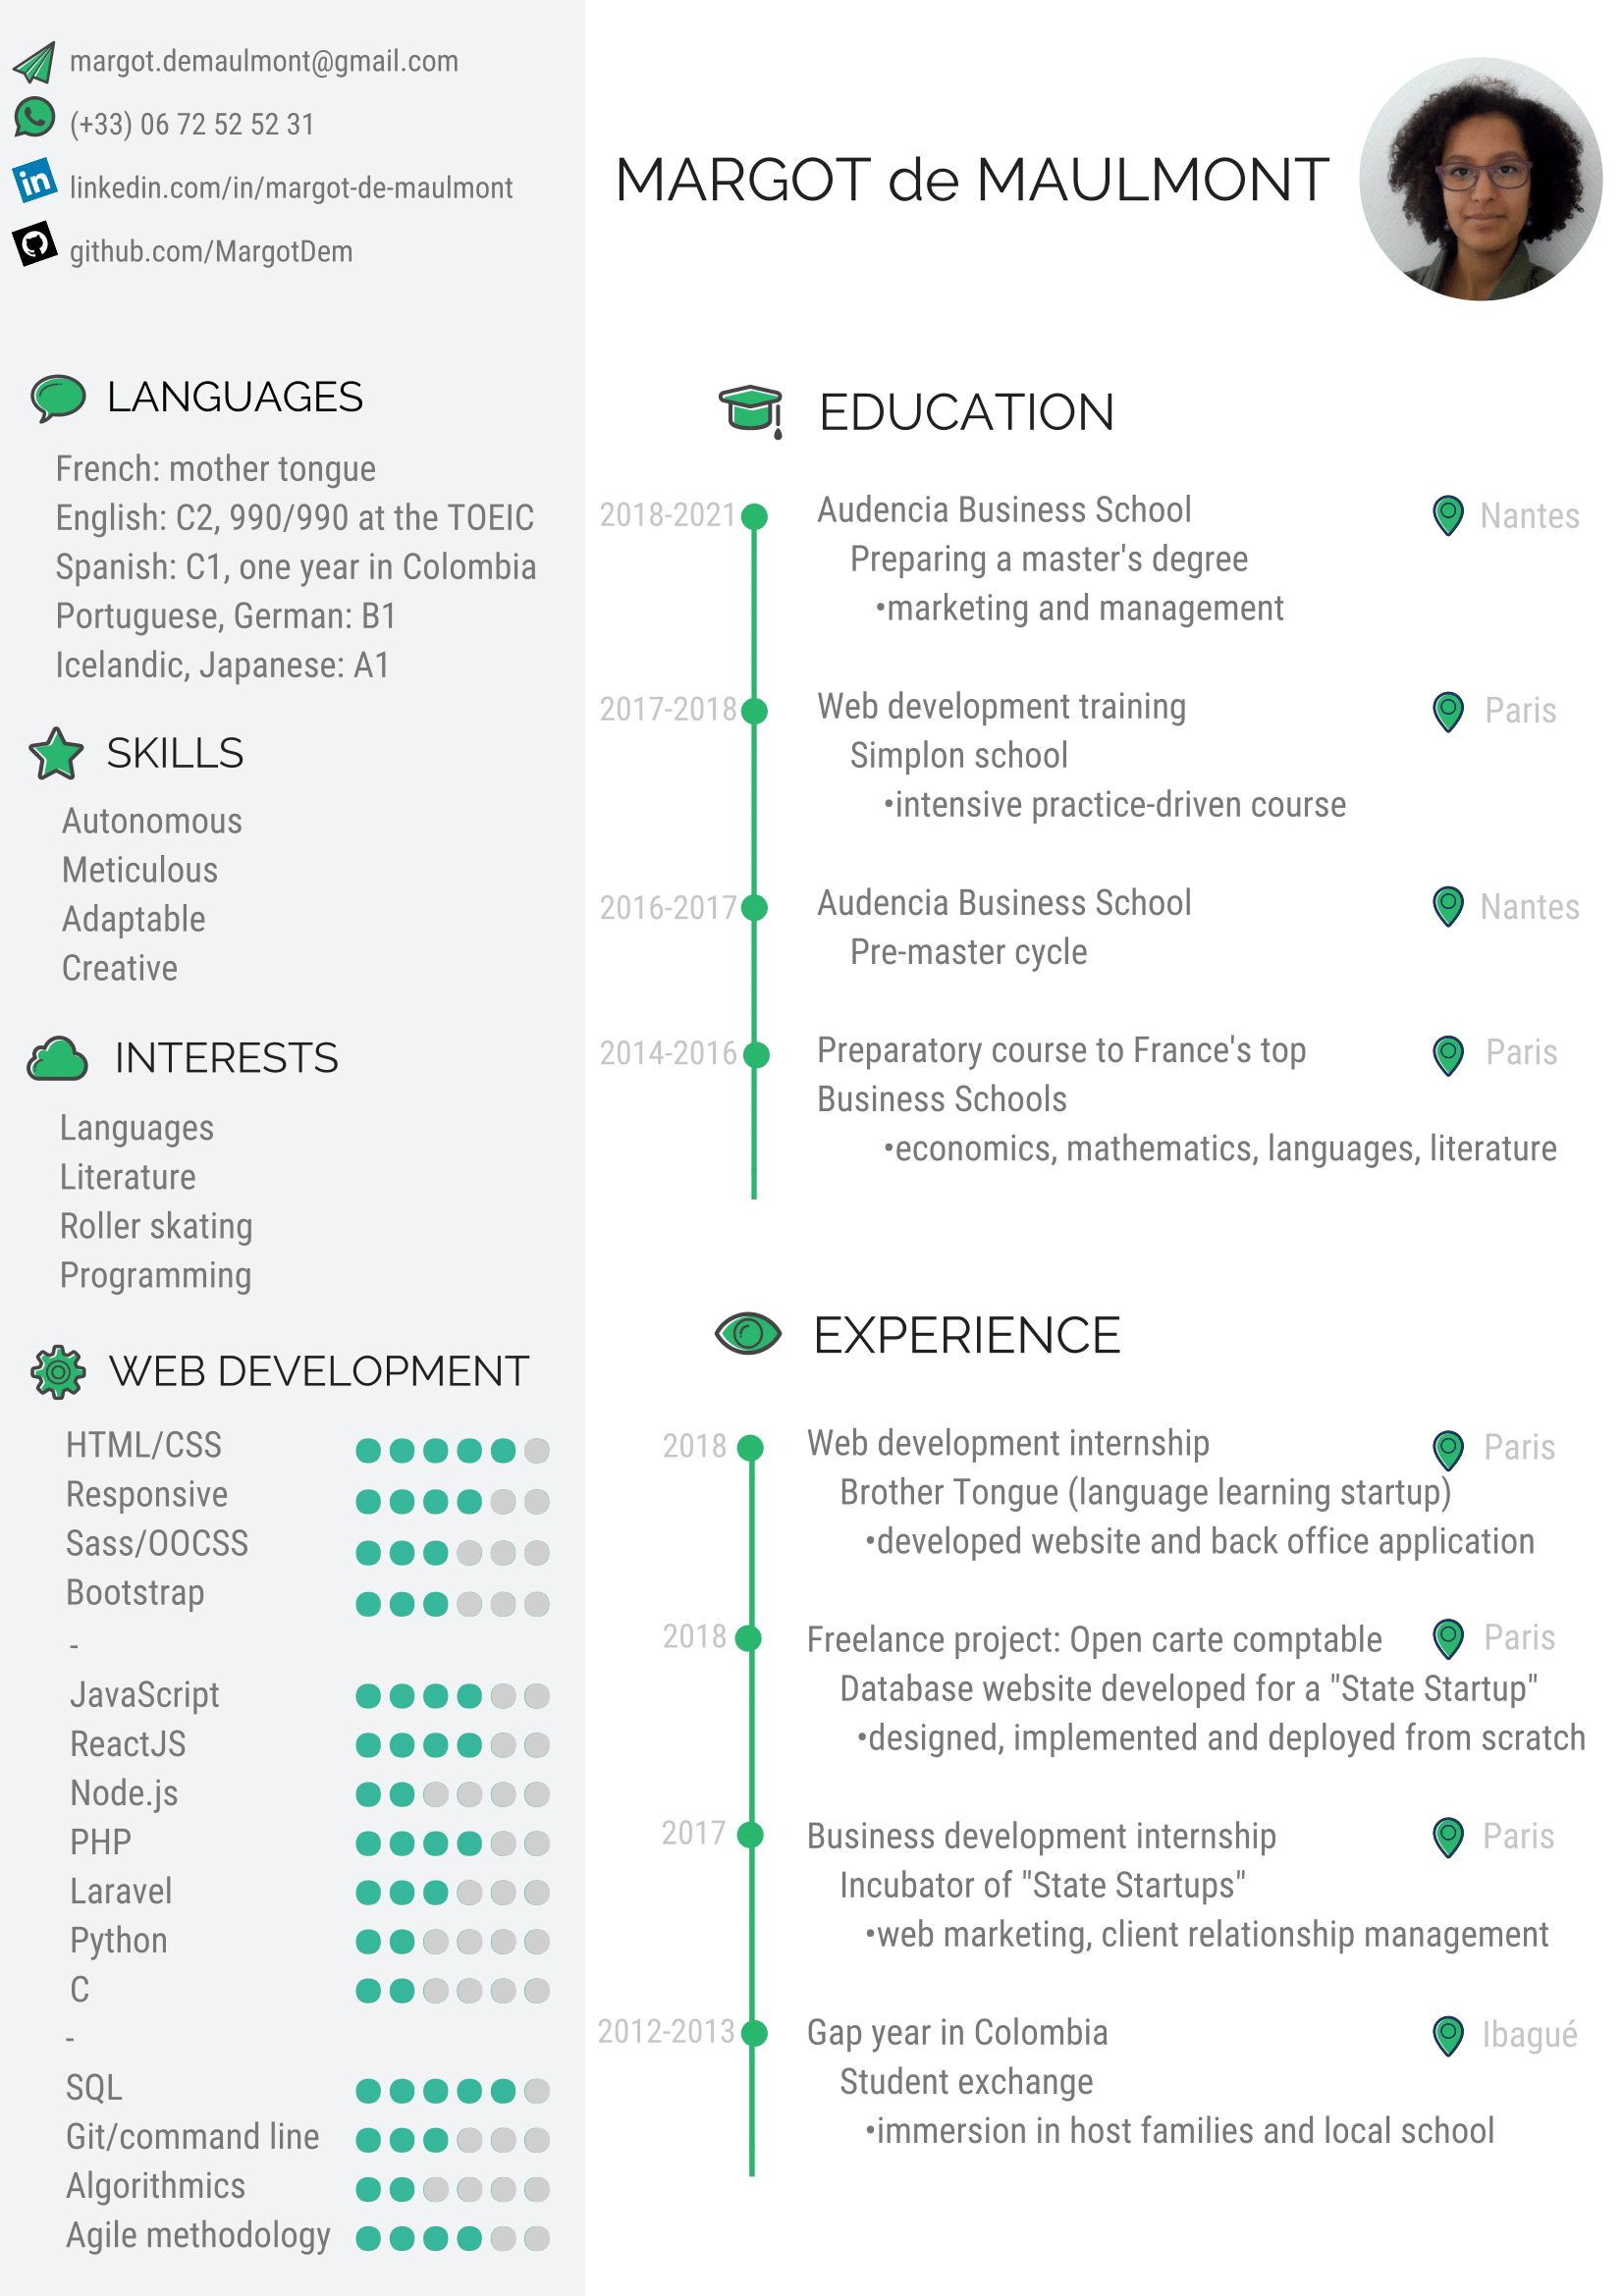 margot.demaulmont@gmail.com
(+33) 06 72 52 52 31
linkedin.com/in/margot-de-maulmont
github.com/MargotDem
LANGUAGES
French: mother tongue
English: C2, 990/990 at the TOEIC
Spanish: C1, one year in Colombia
Portuguese, German: B1
Icelandic, Japanese: A1
SKILLS
Autonomous
Meticulous
Adaptable
Creative
INTERESTS
Languages
Literature
Roller skating
Programming
WEB DEVELOPMENT
HTML/CSS
Responsive
Sass/OOCSS
Bootstrap
-
JavaScript
ReactJS
Node.js
PHP
Laravel
Python
C
-
SQL
Git/command line
Algorithmics
Agile methodology
MARGOT de MAULMONT
EDUCATION
2018-2021 Audencia Business School Nantes
Preparing a master's degree
•marketing and management
2017-2018 Web development training Paris
Simplon school
•intensive practice-driven course
2016-2017 Audencia Business School Nantes
Pre-master cycle
2014-2016 Preparatory course to France's top Paris
Business Schools
•economics, mathematics, languages, literature
EXPERIENCE
2018 Web development internship Paris
Brother Tongue (language learning startup)
•developed website and back office application
2018 Freelance project: Open carte comptable Paris
Database website developed for a "State Startup"
•designed, implemented and deployed from scratch
2017 Business development internship Paris
Incubator of "State Startups"
•web marketing, client relationship management
2012-2013 Gap year in Colombia Ibagué
Student exchange
•immersion in host families and local school